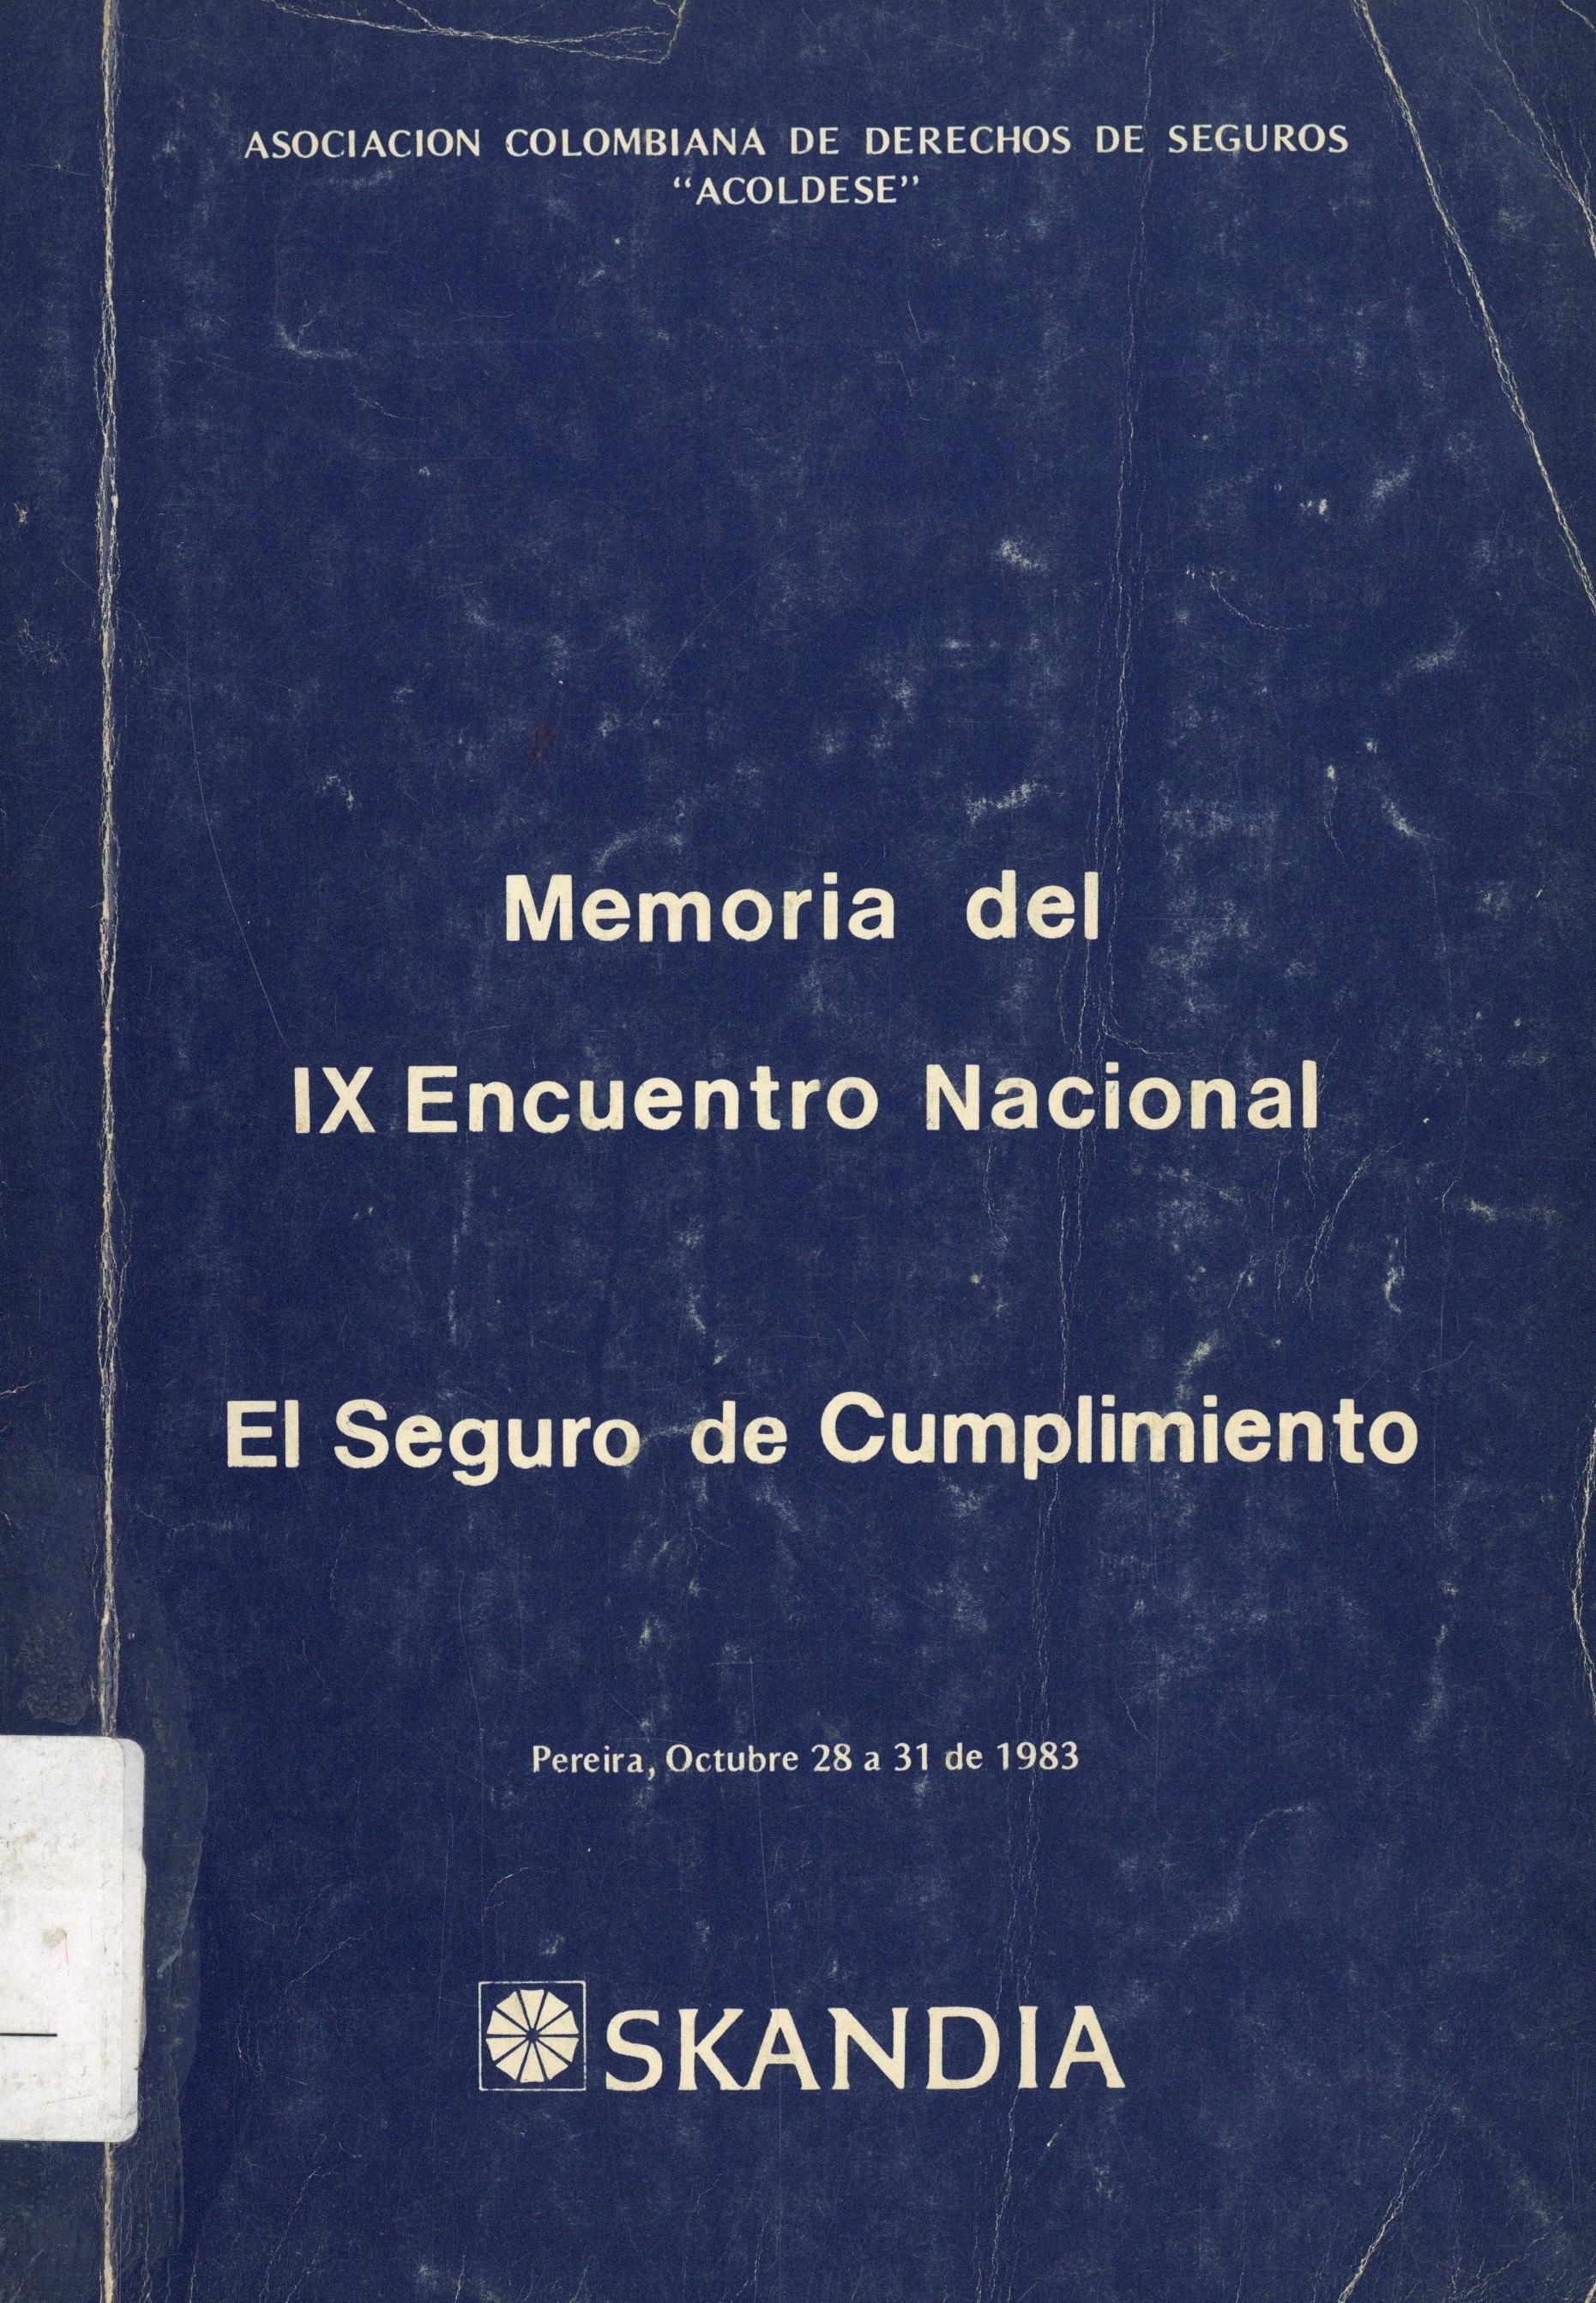 ASOCIACION COLOMBIANA DE DERECHOS DE SEGUROS
“ACOLDESE”
Memoria del
IX Encuentro Nacional
El Seguro de Cumplimiento
Pereira, Octubre 28 a 31 de 1983
SKANDIA